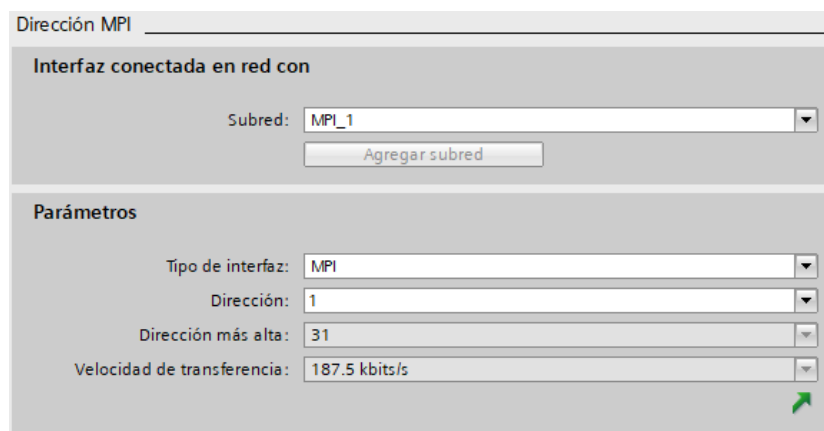 Dirección MPI
Interfaz conectada en red con
Subred: MPI_1
Agregar subred
Parámetros
Tipo de interfaz: MPI
Dirección: 1
Dirección más alta: 31
Velocidad de transferencia: 187.5 kbits/s